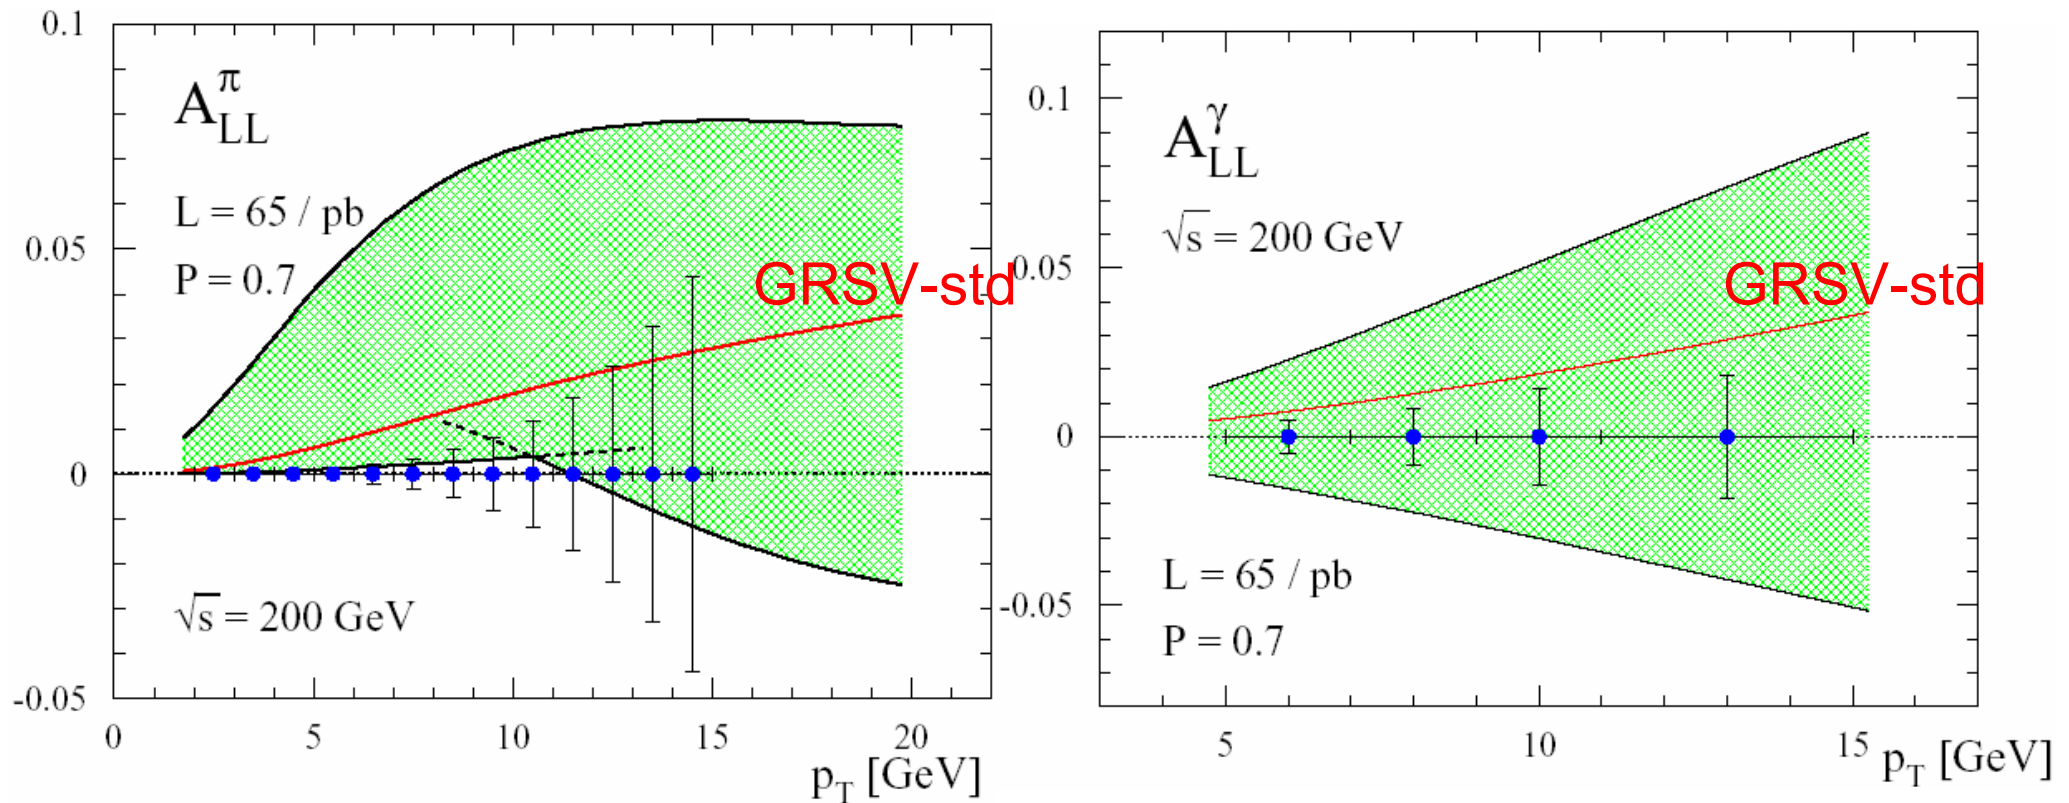 0.1
0.05
0
-0.05
A_LL^π
L = 65 / pb
P = 0.7
GRSV-std
√s = 200 GeV
0 5 10 15 20
p_T [GeV]
0.1
0.05
0
-0.05
A_LL^γ
√s = 200 GeV
GRSV-std
L = 65 / pb
P = 0.7
5 10 15
p_T [GeV]